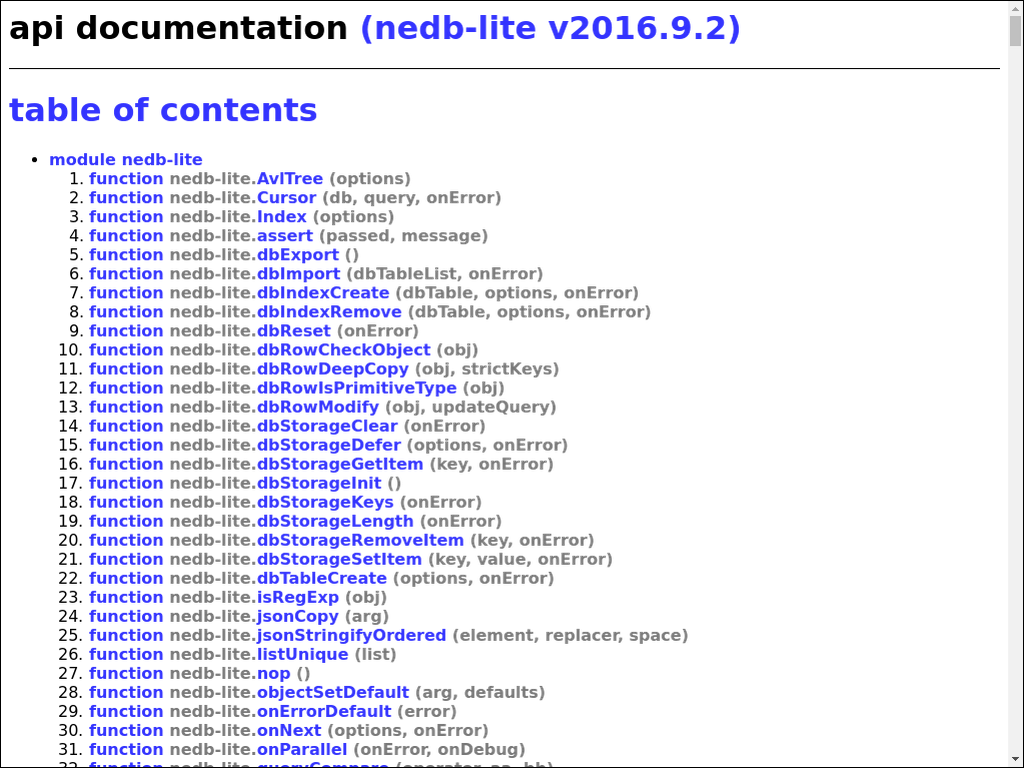 api documentation (nedb-lite v2016.9.2)
table of contents
• module nedb-lite
1. function nedb-lite.AvlTree (options)
2. function nedb-lite.Cursor (db, query, onError)
3. function nedb-lite.Index (options)
4. function nedb-lite.assert (passed, message)
5. function nedb-lite.dbExport ()
6. function nedb-lite.dbImport (dbTableList, onError)
7. function nedb-lite.dbIndexCreate (dbTable, options, onError)
8. function nedb-lite.dbIndexRemove (dbTable, options, onError)
9. function nedb-lite.dbReset (onError)
10. function nedb-lite.dbRowCheckObject (obj)
11. function nedb-lite.dbRowDeepCopy (obj, strictKeys)
12. function nedb-lite.dbRowIsPrimitiveType (obj)
13. function nedb-lite.dbRowModify (obj, updateQuery)
14. function nedb-lite.dbStorageClear (onError)
15. function nedb-lite.dbStorageDefer (options, onError)
16. function nedb-lite.dbStorageGetItem (key, onError)
17. function nedb-lite.dbStorageInit ()
18. function nedb-lite.dbStorageKeys (onError)
19. function nedb-lite.dbStorageLength (onError)
20. function nedb-lite.dbStorageRemoveItem (key, onError)
21. function nedb-lite.dbStorageSetItem (key, value, onError)
22. function nedb-lite.dbTableCreate (options, onError)
23. function nedb-lite.isRegExp (obj)
24. function nedb-lite.jsonCopy (arg)
25. function nedb-lite.jsonStringifyOrdered (element, replacer, space)
26. function nedb-lite.listUnique (list)
27. function nedb-lite.nop ()
28. function nedb-lite.objectSetDefault (arg, defaults)
29. function nedb-lite.onErrorDefault (error)
30. function nedb-lite.onNext (options, onError)
31. function nedb-lite.onParallel (onError, onDebug)
32. function nedb-lite.queryCompare (operator, aa, bb)